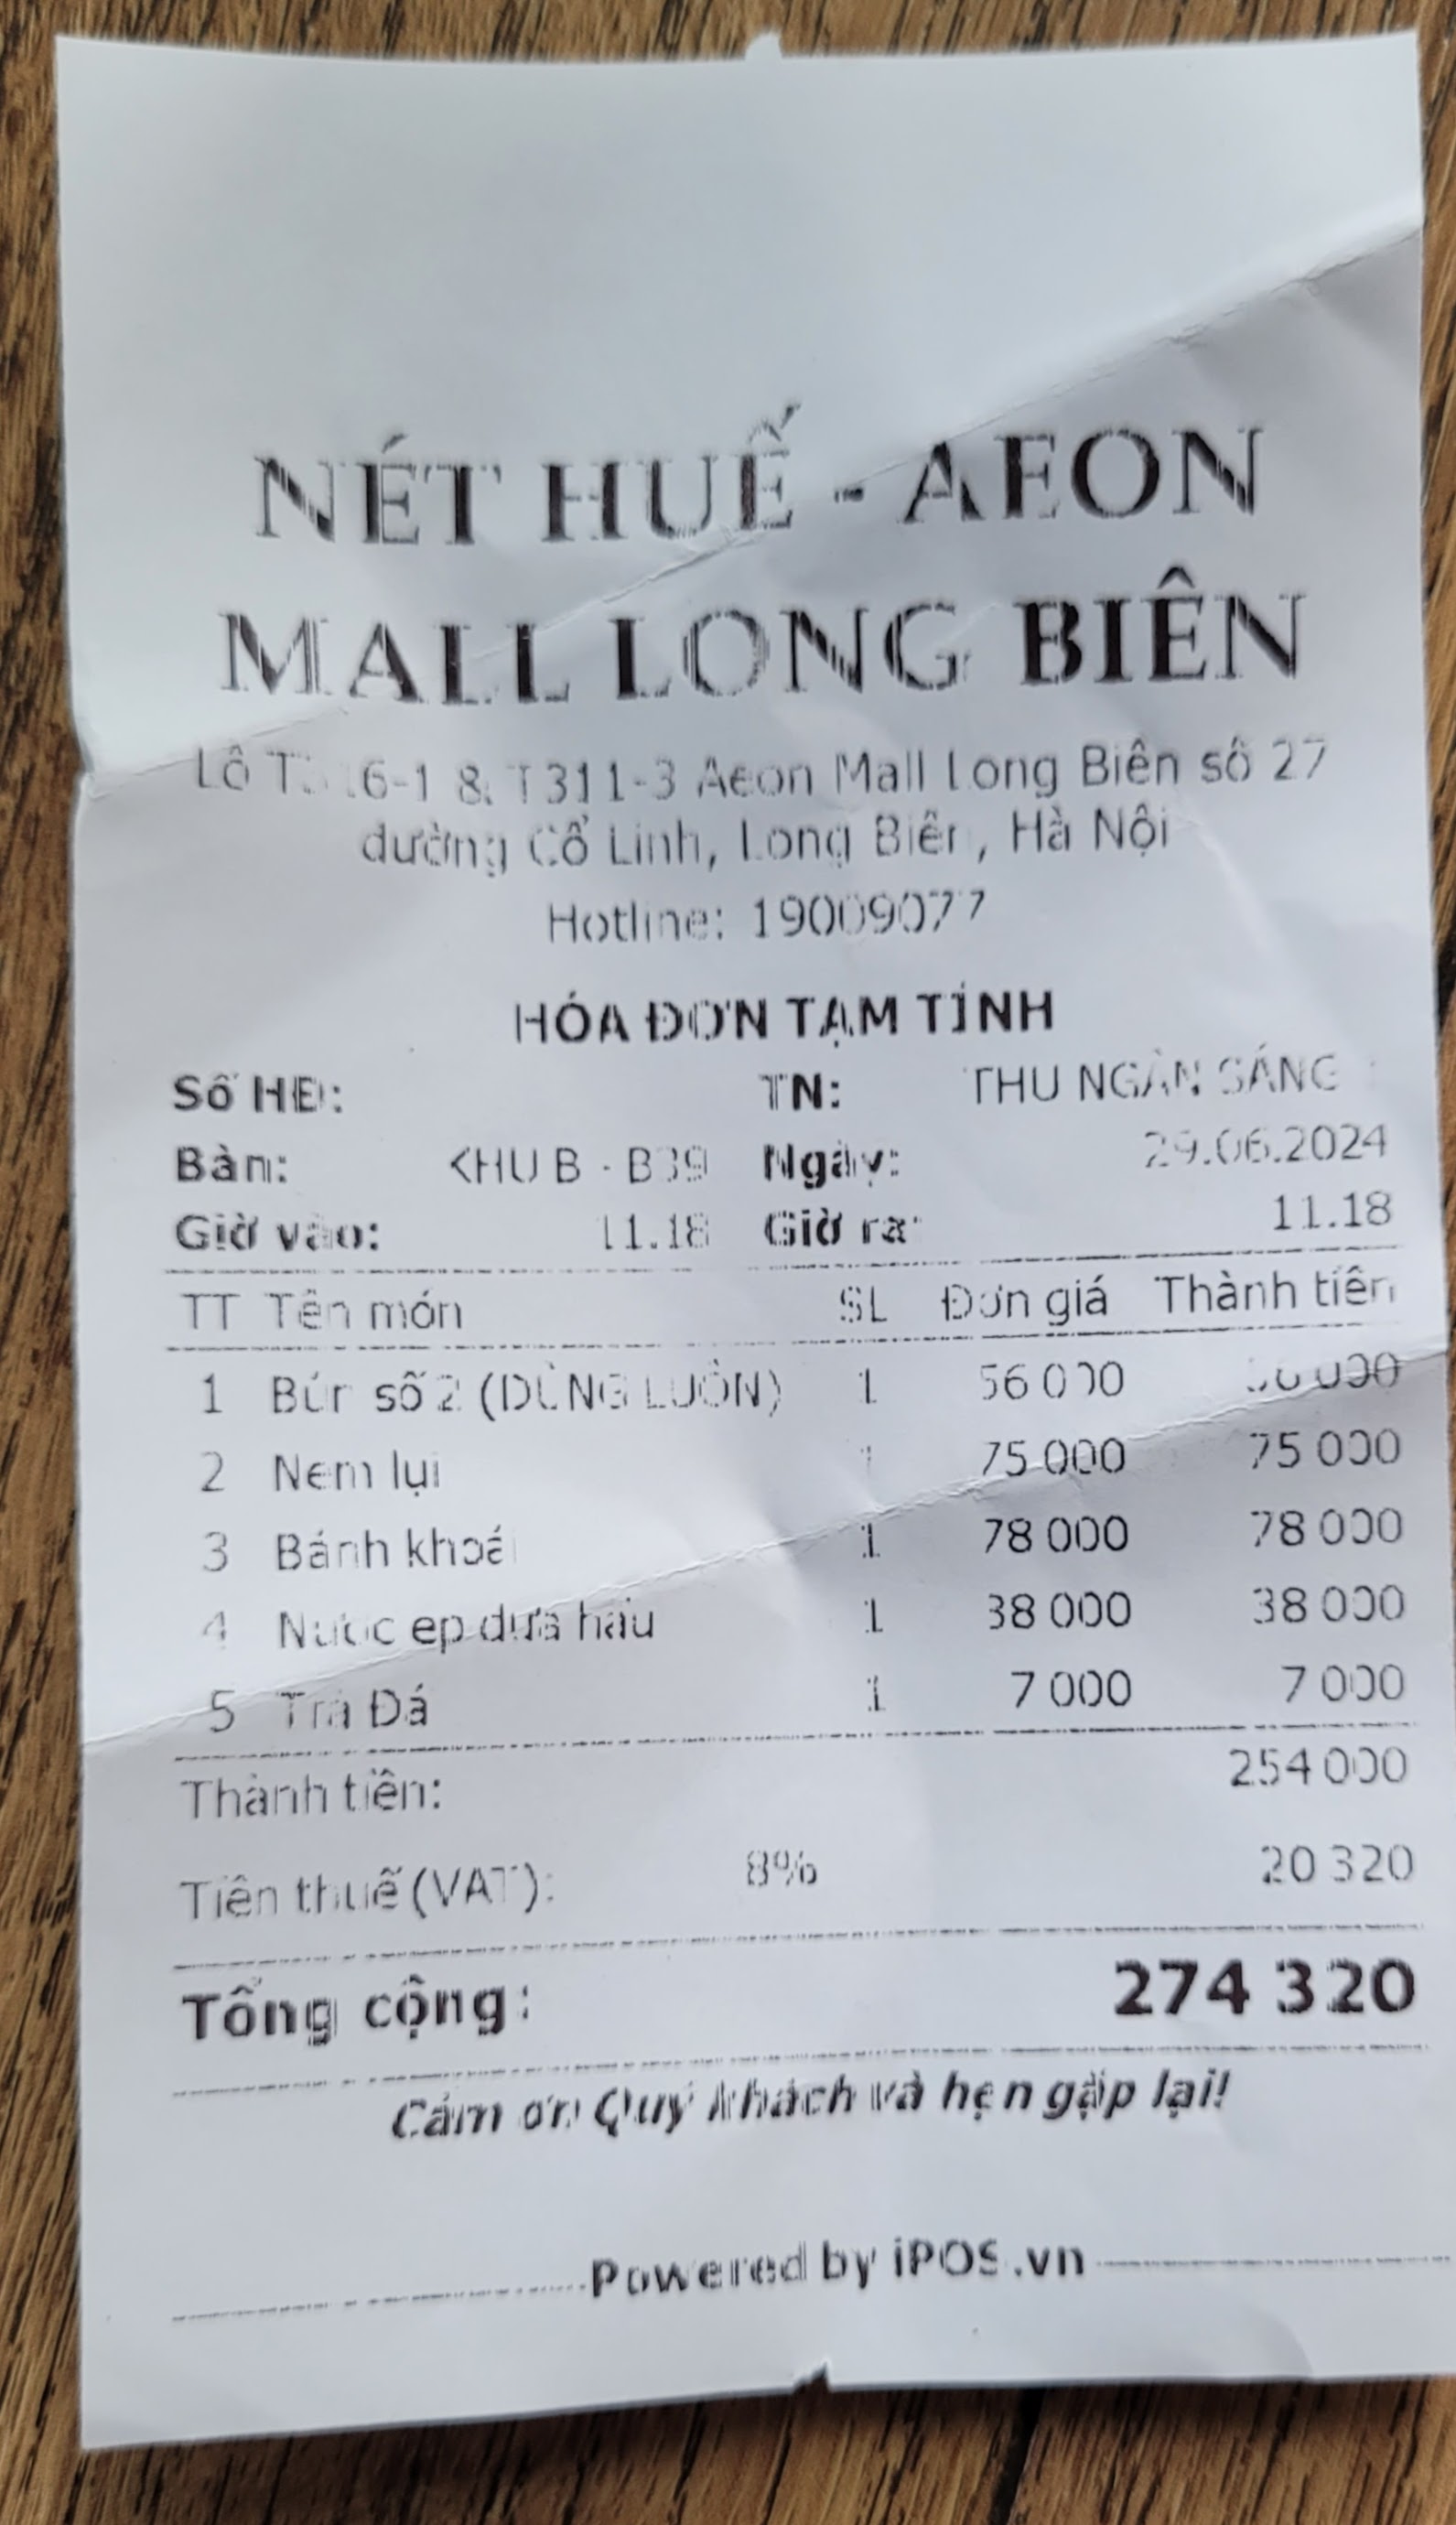 NÉT HUẾ - AEON
MALL LONG BIÊN
Lô & T311-3 Aeon Mall Long Biên số 27
đường Cổ Linh, Long Biên, Hà Nội
Hotline: 19009077
HÓA ĐƠN TẠM TÍNH
Số HĐ: TN: THU NGÂN SÁNG
Bàn: KHU B - B39 Ngày: 29.06.2024
Giờ vào: 11.18 Giờ ra: 11.18
TT Tên món SL Đơn giá Thành tiền
1 Bún số 2 (DÙNG LUÔN) 1 56 000 56 000
2 Nem lụi 1 75 000 75 000
3 Bánh khoái 1 78 000 78 000
4 Nước ép dưa hấu 1 38 000 38 000
5 Trà Đá 1 7 000 7 000
Thành tiền: 254 000
Tiền thuế (VAT): 8% 20 320
Tổng cộng: 274 320
Cảm ơn Quý khách và hẹn gặp lại!
Powered by iPOS.vn